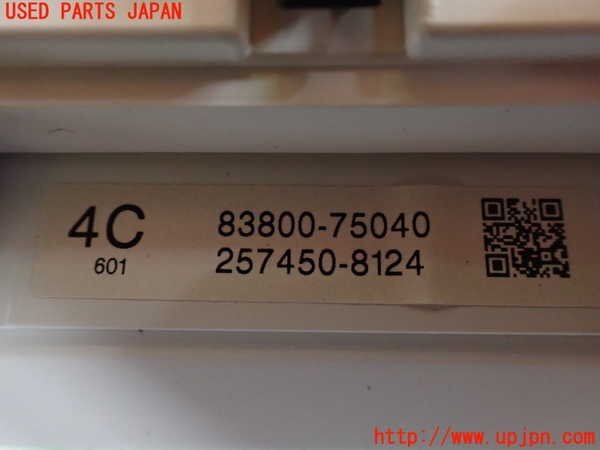 USED PARTS JAPAN
4C
601
83800-75040
257450-8124
http://www.upjpn.com/